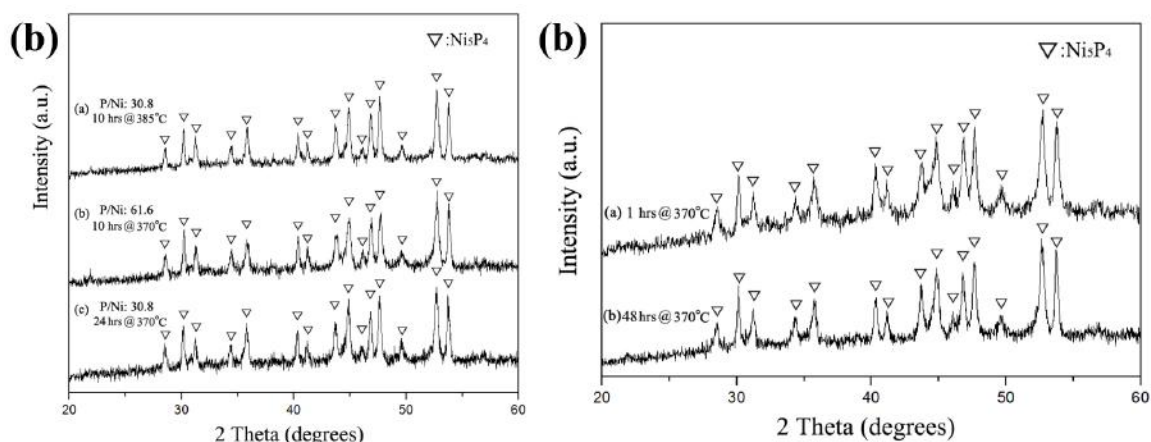 (b)
▽:Ni₅P₄
(a) P/Ni: 30.8
10 hrs@385°C
(b) P/Ni: 61.6
10 hrs@370°C
(c) P/Ni: 30.8
24 hrs@370°C
Intensity (a.u.)
20 30 40 50 60
2 Theta (degrees)
(b)
▽:Ni₅P₄
(a) 1 hrs@370°C
(b)48hrs@370°C
Intensity (a.u.)
20 30 40 50 60
2 Theta (degrees)